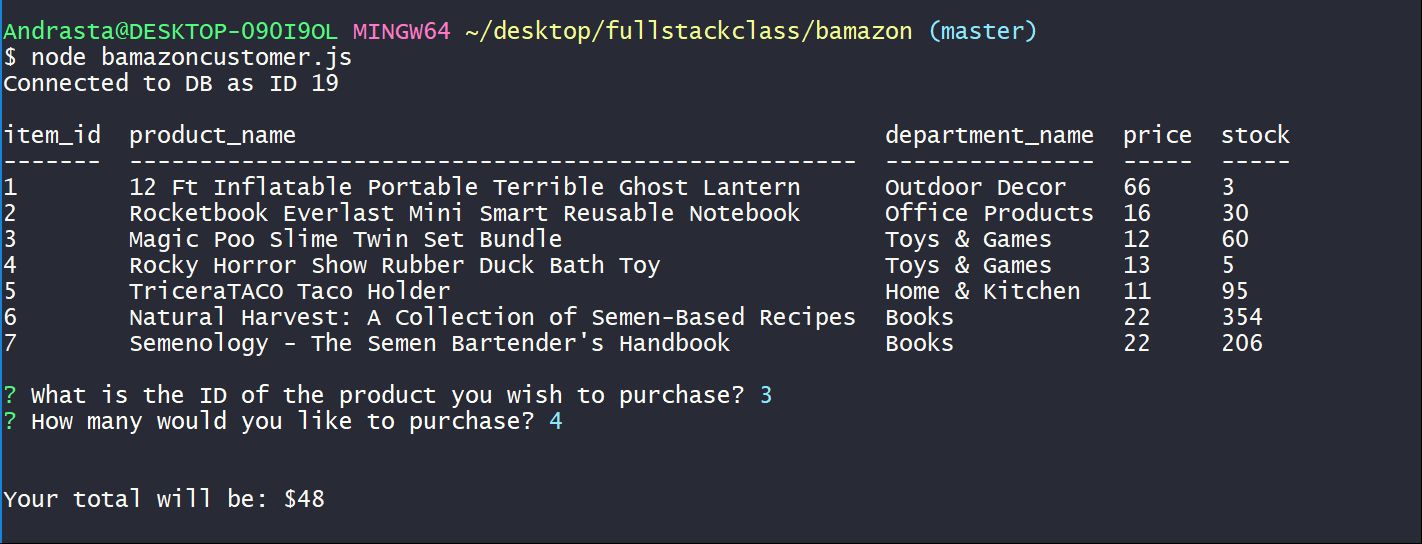 Andrasta@DESKTOP-09OI9OL MINGW64 ~/desktop/fullstackclass/bamazon (master)
$ node bamazoncustomer.js
Connected to DB as ID 19
item_id  product_name                                          department_name  price  stock
-------  ----------------------------------------------------  ---------------  -----  -----
1        12 Ft Inflatable Portable Terrible Ghost Lantern      Outdoor Decor    66     3
2        Rocketbook Everlast Mini Smart Reusable Notebook      Office Products  16     30
3        Magic Poo Slime Twin Set Bundle                       Toys & Games     12     60
4        Rocky Horror Show Rubber Duck Bath Toy                Toys & Games     13     5
5        TriceraTACO Taco Holder                               Home & Kitchen   11     95
6        Natural Harvest: A Collection of Semen-Based Recipes  Books            22     354
7        Semenology - The Semen Bartender's Handbook           Books            22     206
? What is the ID of the product you wish to purchase? 3
? How many would you like to purchase? 4
Your total will be: $48